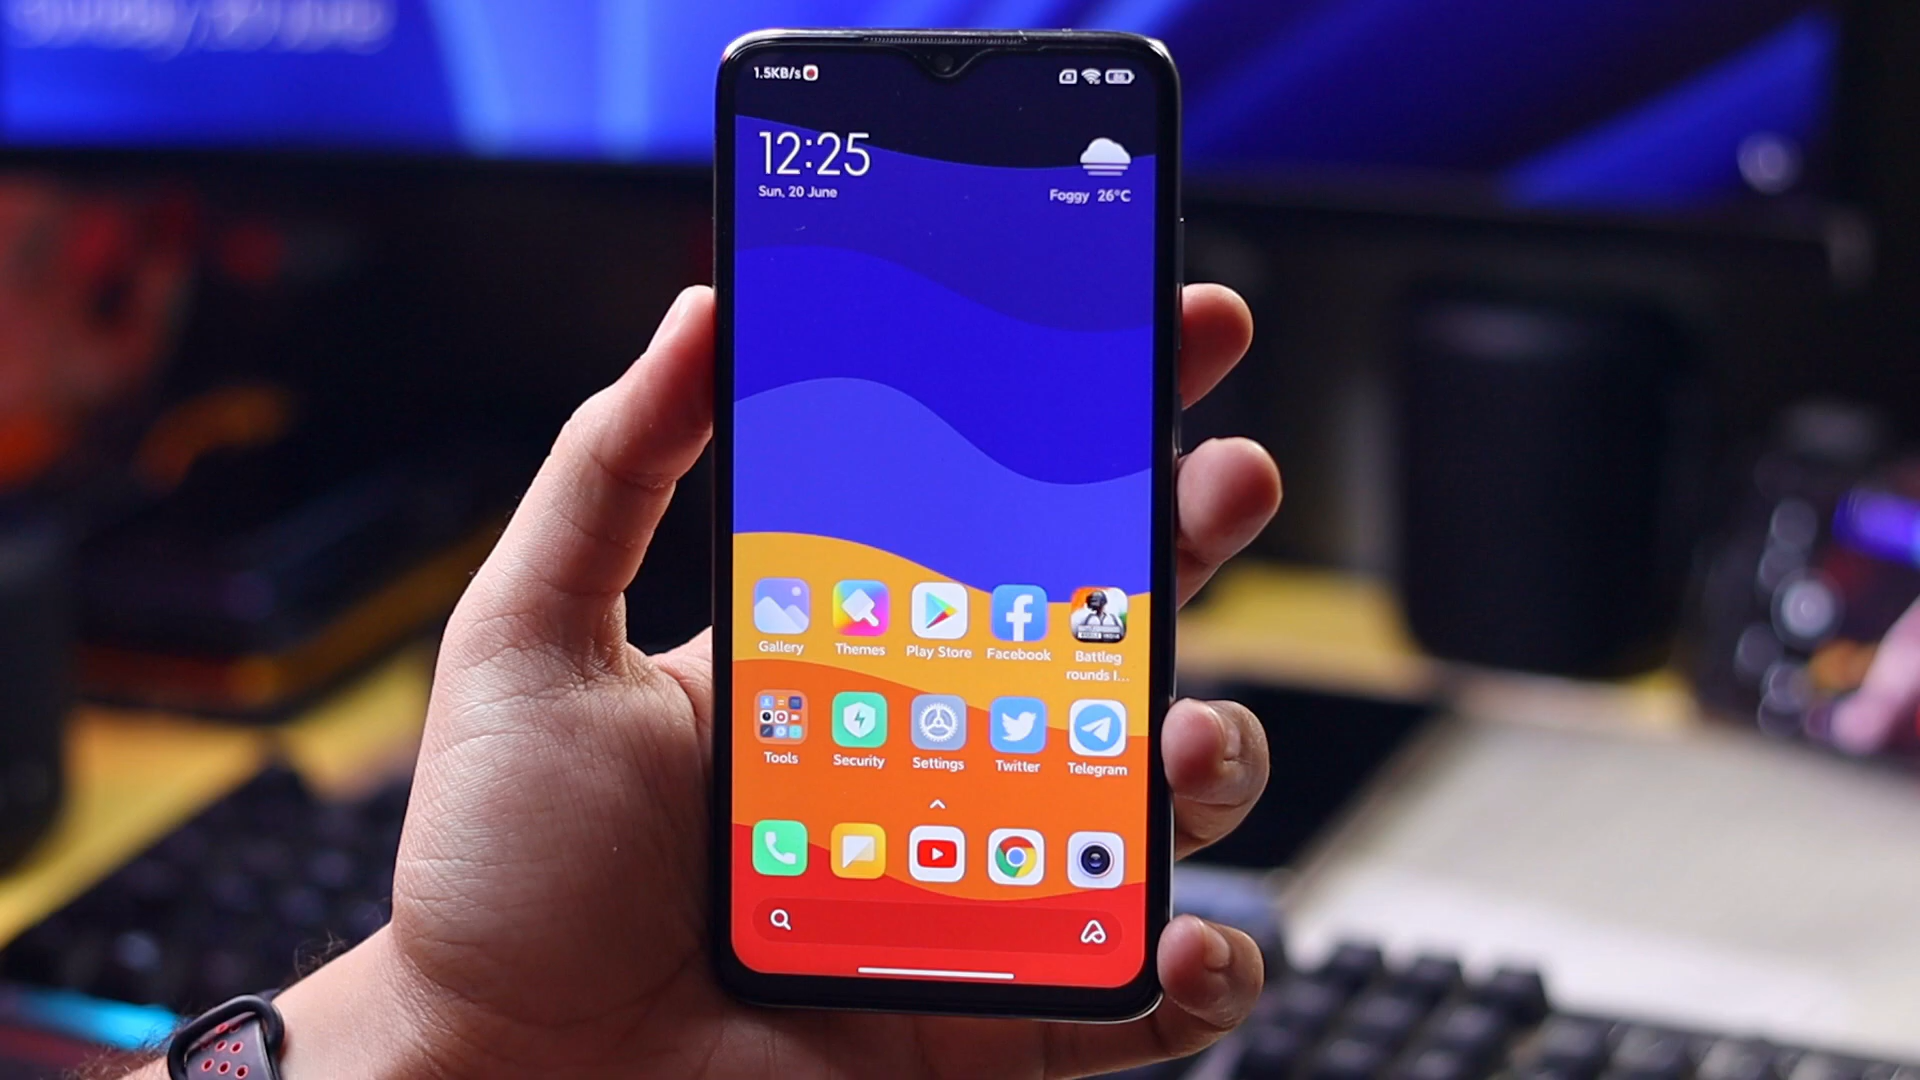 1.5KB/s
12:25
Sun, 20 June
Foggy 26°C
Gallery
Themes
Play Store
Facebook
Battleg
rounds I...
Tools
Security
Settings
Twitter
Telegram